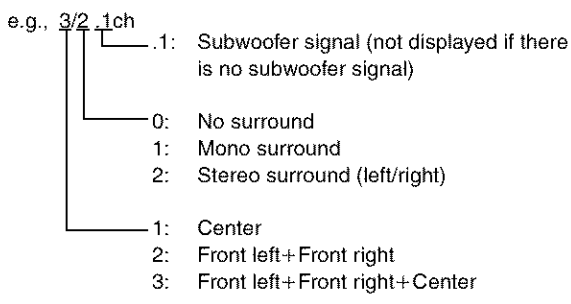 e.g., 3/2 .1ch
.1: Subwoofer signal (not displayed if there
is no subwoofer signal)
0: No surround
1: Mono surround
2: Stereo surround (left/right)
1: Center
2: Front left+Front right
3: Front left+Front right+Center